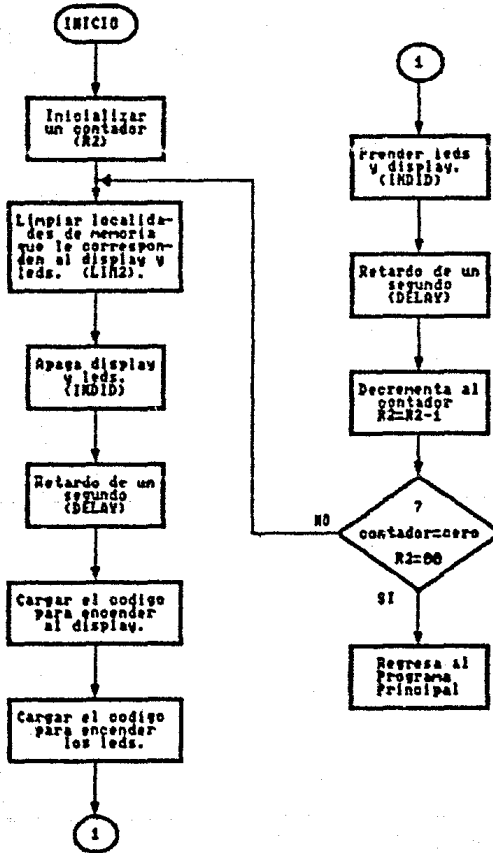 INICIO
Inicializar
un contador
(R2)
Limpiar localida-
des de memoria
que le correspon-
den al display y
leds. (LIM2).
Apaga display
y leds.
(INDID)
Retardo de un
segundo
(DELAY)
Cargar el codigo
para encender
al display.
Cargar el codigo
para encender
los leds.
1
1
Prender leds
y display.
(INDID)
Retardo de un
segundo
(DELAY)
Decrementa al
contador
R2=R2-1
?
contador=cero
R2=00
NO
SI
Regresa al
Programa
Principal